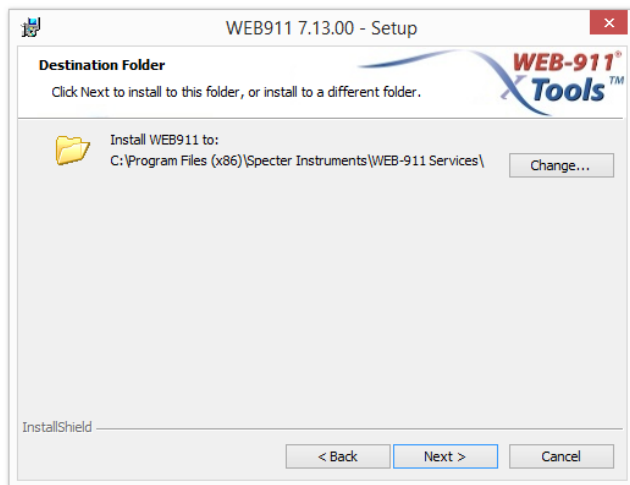 WEB911 7.13.00 - Setup
Destination Folder
Click Next to install to this folder, or install to a different folder.
WEB-911®
XTools™
Install WEB911 to:
C:\Program Files (x86)\Specter Instruments\WEB-911 Services\
Change...
InstallShield
< Back
Next >
Cancel